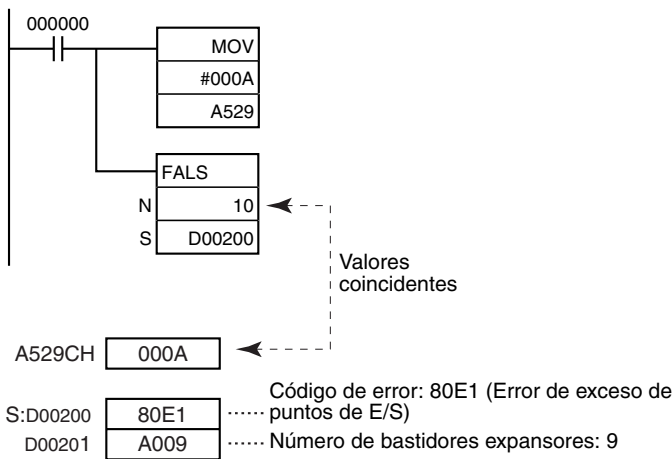 000000
MOV
#000A
A529
FALS
N 10
S D00200
Valores
coincidentes
A529CH 000A
S:D00200 80E1 ...... Código de error: 80E1 (Error de exceso de
puntos de E/S)
D00201 A009 ...... Número de bastidores expansores: 9